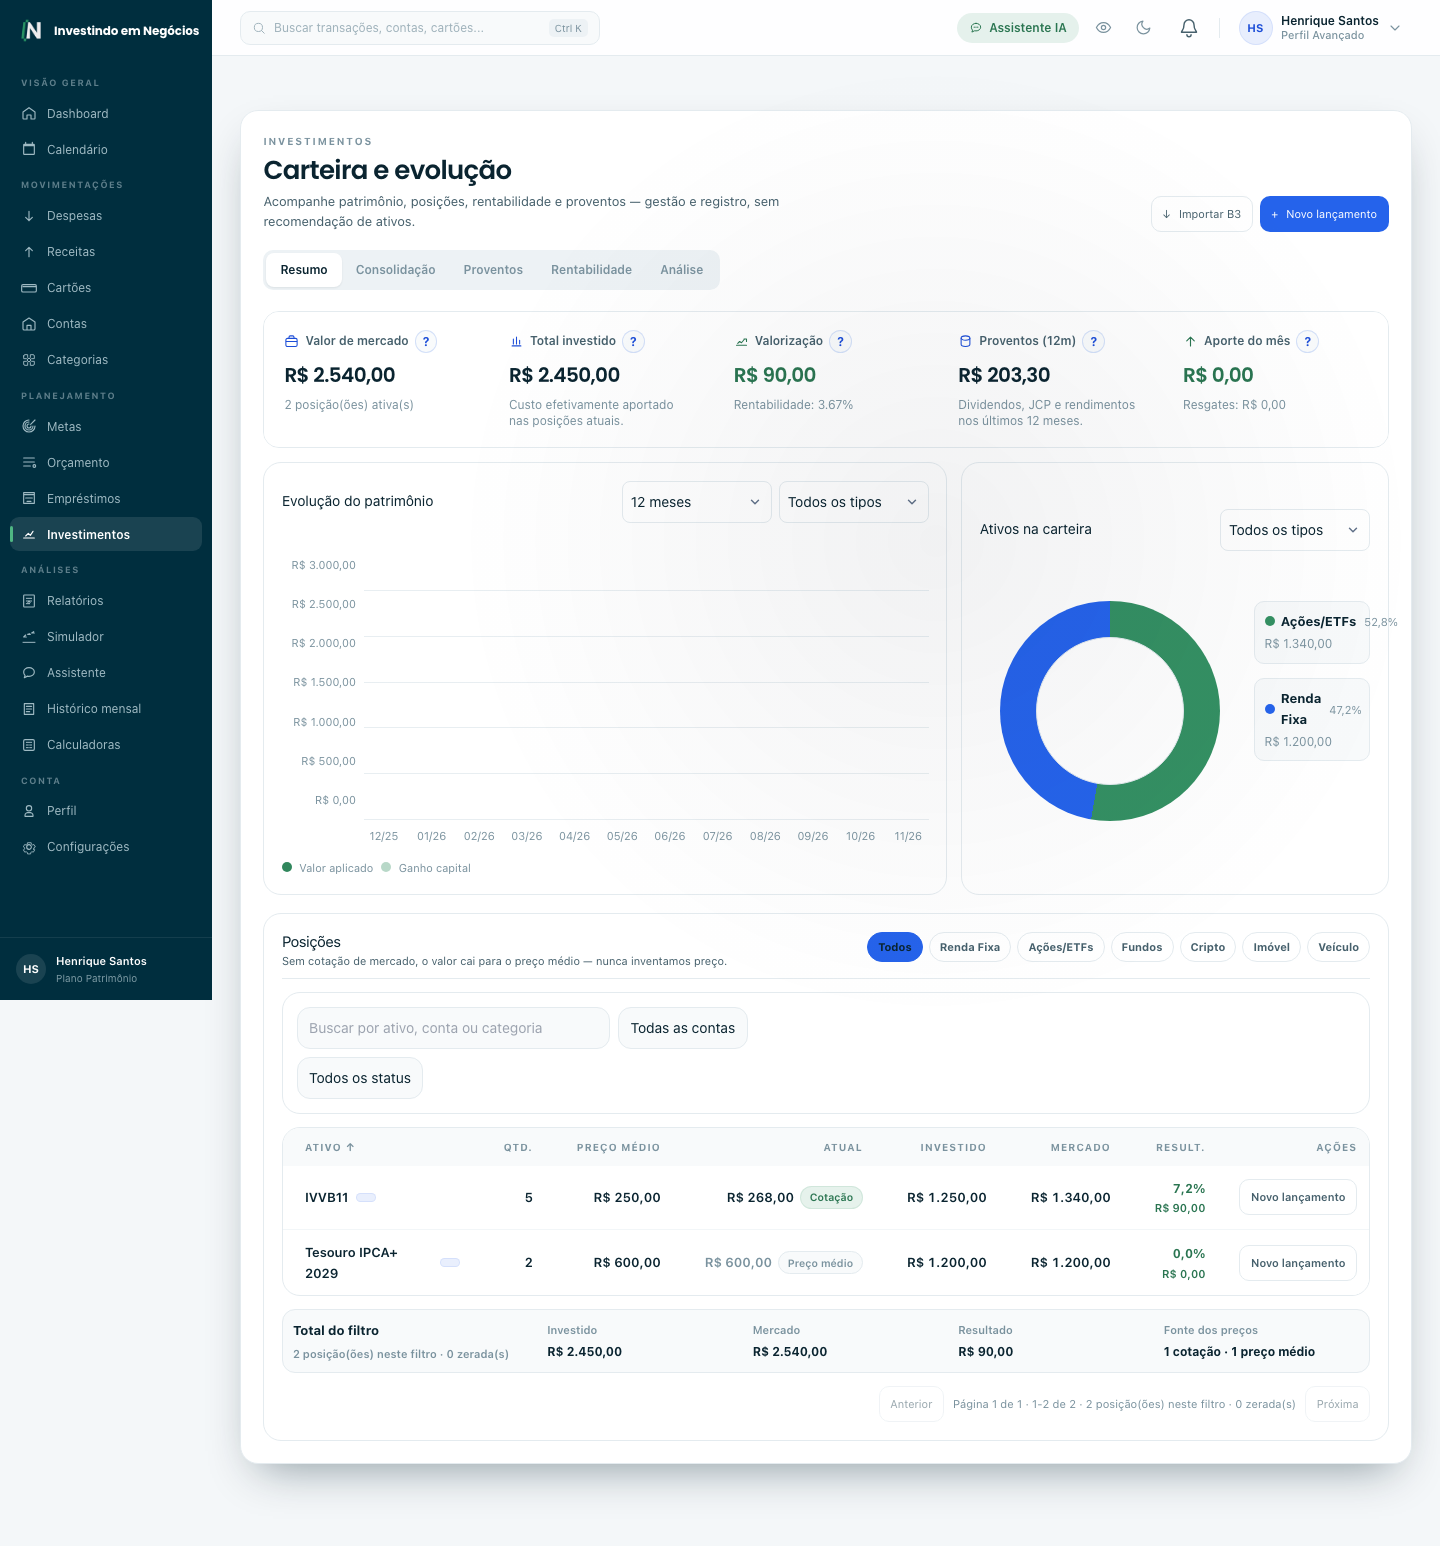 N Investindo em Negócios
VISÃO GERAL
Dashboard
Calendário
MOVIMENTAÇÕES
Despesas
Receitas
Cartões
Contas
Categorias
PLANEJAMENTO
Metas
Orçamento
Empréstimos
Investimentos
ANÁLISES
Relatórios
Simulador
Assistente
Histórico mensal
Calculadoras
CONTA
Perfil
Configurações
HS
Henrique Santos
Plano Patrimônio
Buscar transações, contas, cartões... Ctrl K
Assistente IA
HS
Henrique Santos
Perfil Avançado
INVESTIMENTOS
Carteira e evolução
Acompanhe patrimônio, posições, rentabilidade e proventos — gestão e registro, sem
recomendação de ativos.
↓ Importar B3
+ Novo lançamento
Resumo Consolidação Proventos Rentabilidade Análise
Valor de mercado ?
R$ 2.540,00
2 posição(ões) ativa(s)
Total investido ?
R$ 2.450,00
Custo efetivamente aportado
nas posições atuais.
Valorização ?
R$ 90,00
Rentabilidade: 3.67%
Proventos (12m) ?
R$ 203,30
Dividendos, JCP e rendimentos
nos últimos 12 meses.
Aporte do mês ?
R$ 0,00
Resgates: R$ 0,00
Evolução do patrimônio 12 meses Todos os tipos
R$ 3.000,00
R$ 2.500,00
R$ 2.000,00
R$ 1.500,00
R$ 1.000,00
R$ 500,00
R$ 0,00
12/25 01/26 02/26 03/26 04/26 05/26 06/26 07/26 08/26 09/26 10/26 11/26
Valor aplicado Ganho capital
Ativos na carteira Todos os tipos
Ações/ETFs 52,8%
R$ 1.340,00
Renda
Fixa 47,2%
R$ 1.200,00
Posições
Sem cotação de mercado, o valor cai para o preço médio — nunca inventamos preço.
Todos Renda Fixa Ações/ETFs Fundos Cripto Imóvel Veículo
Buscar por ativo, conta ou categoria Todas as contas
Todos os status
ATIVO ↑ QTD. PREÇO MÉDIO ATUAL INVESTIDO MERCADO RESULT. AÇÕES
IVVB11 5 R$ 250,00 R$ 268,00 Cotação R$ 1.250,00 R$ 1.340,00 7,2% Novo lançamento
R$ 90,00
Tesouro IPCA+
2029 2 R$ 600,00 R$ 600,00 Preço médio R$ 1.200,00 R$ 1.200,00 0,0% Novo lançamento
R$ 0,00
Total do filtro
2 posição(ões) neste filtro · 0 zerada(s)
Investido
R$ 2.450,00
Mercado
R$ 2.540,00
Resultado
R$ 90,00
Fonte dos preços
1 cotação · 1 preço médio
Anterior Página 1 de 1 · 1-2 de 2 · 2 posição(ões) neste filtro · 0 zerada(s) Próxima